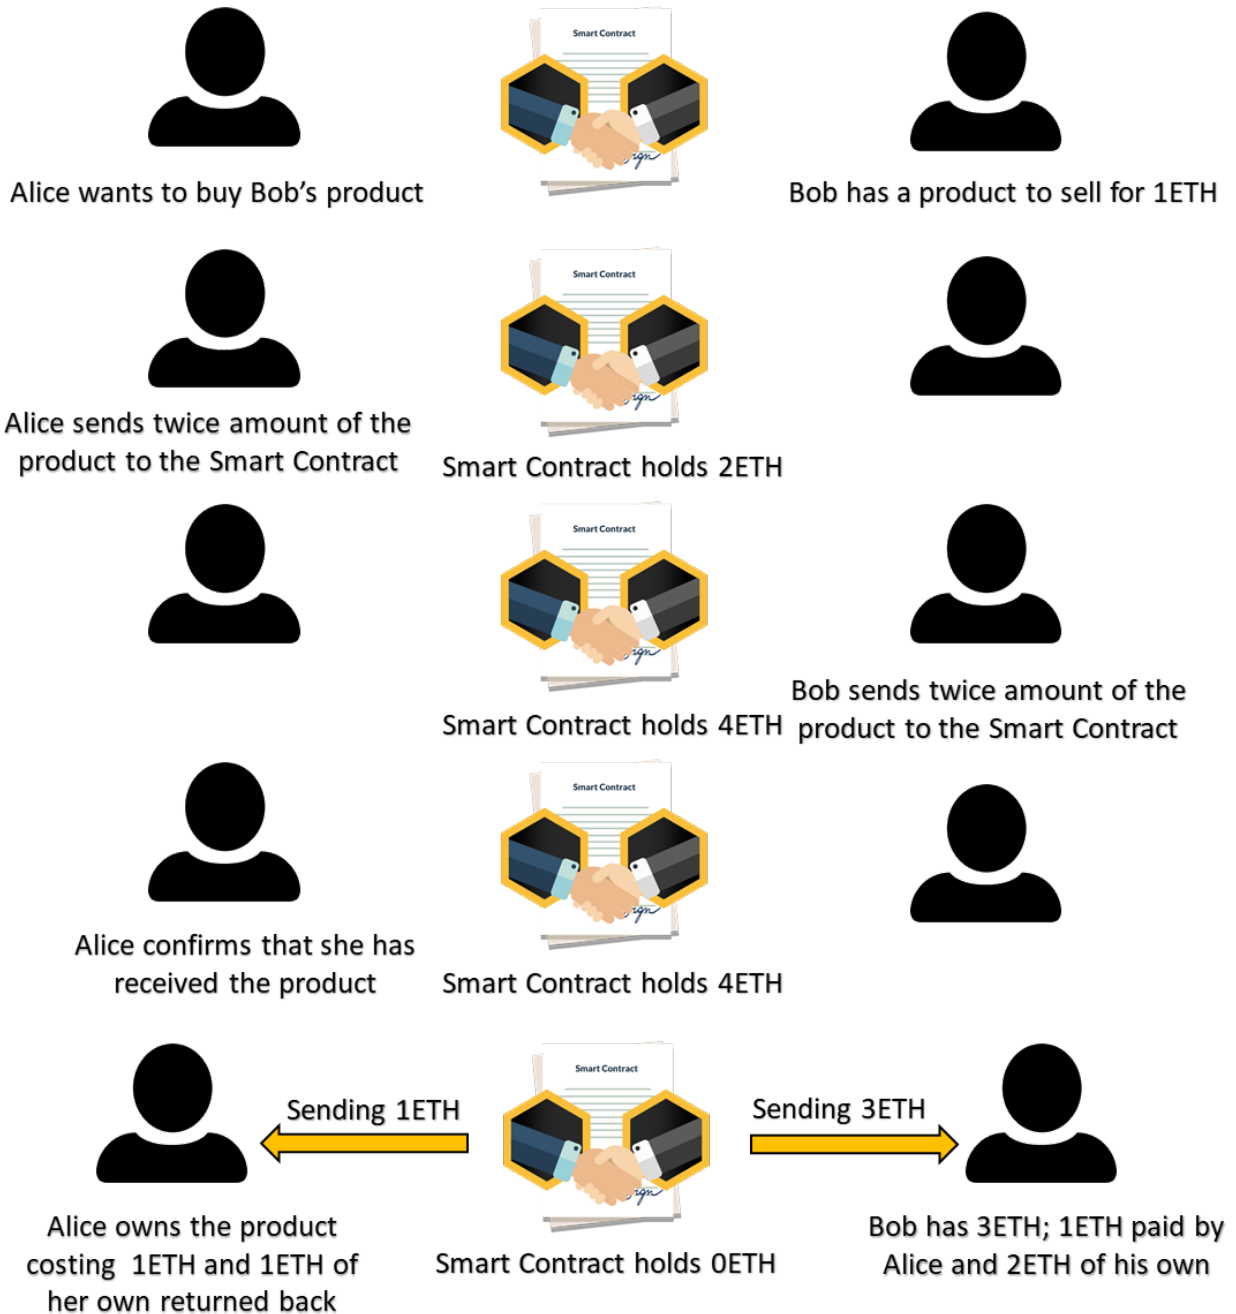 Smart Contract
Alice wants to buy Bob's product
Bob has a product to sell for 1ETH
Smart Contract
Alice sends twice amount of the
product to the Smart Contract
Smart Contract holds 2ETH
Smart Contract
Smart Contract holds 4ETH
Bob sends twice amount of the
product to the Smart Contract
Smart Contract
Alice confirms that she has
received the product
Smart Contract holds 4ETH
Smart Contract
Sending 1ETH
Sending 3ETH
Alice owns the product
costing 1ETH and 1ETH of
her own returned back
Smart Contract holds 0ETH
Bob has 3ETH; 1ETH paid by
Alice and 2ETH of his own